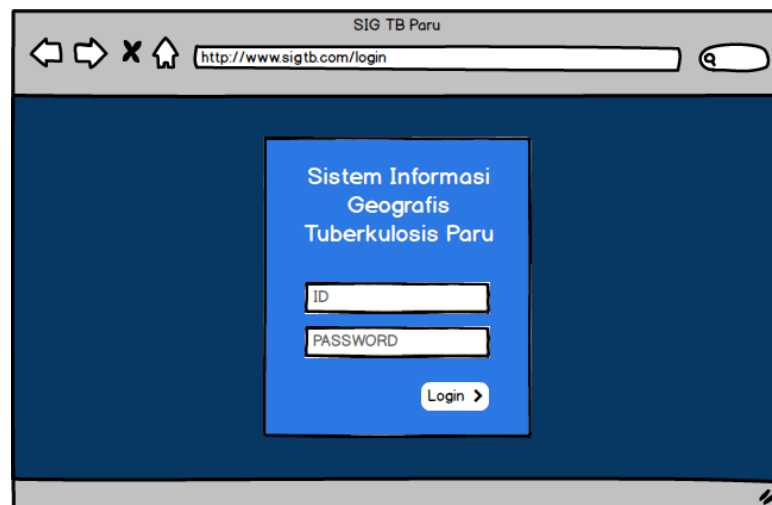 SIG TB Paru
http://www.sigtb.com/login
Sistem Informasi
Geografis
Tuberkulosis Paru
ID
PASSWORD
Login